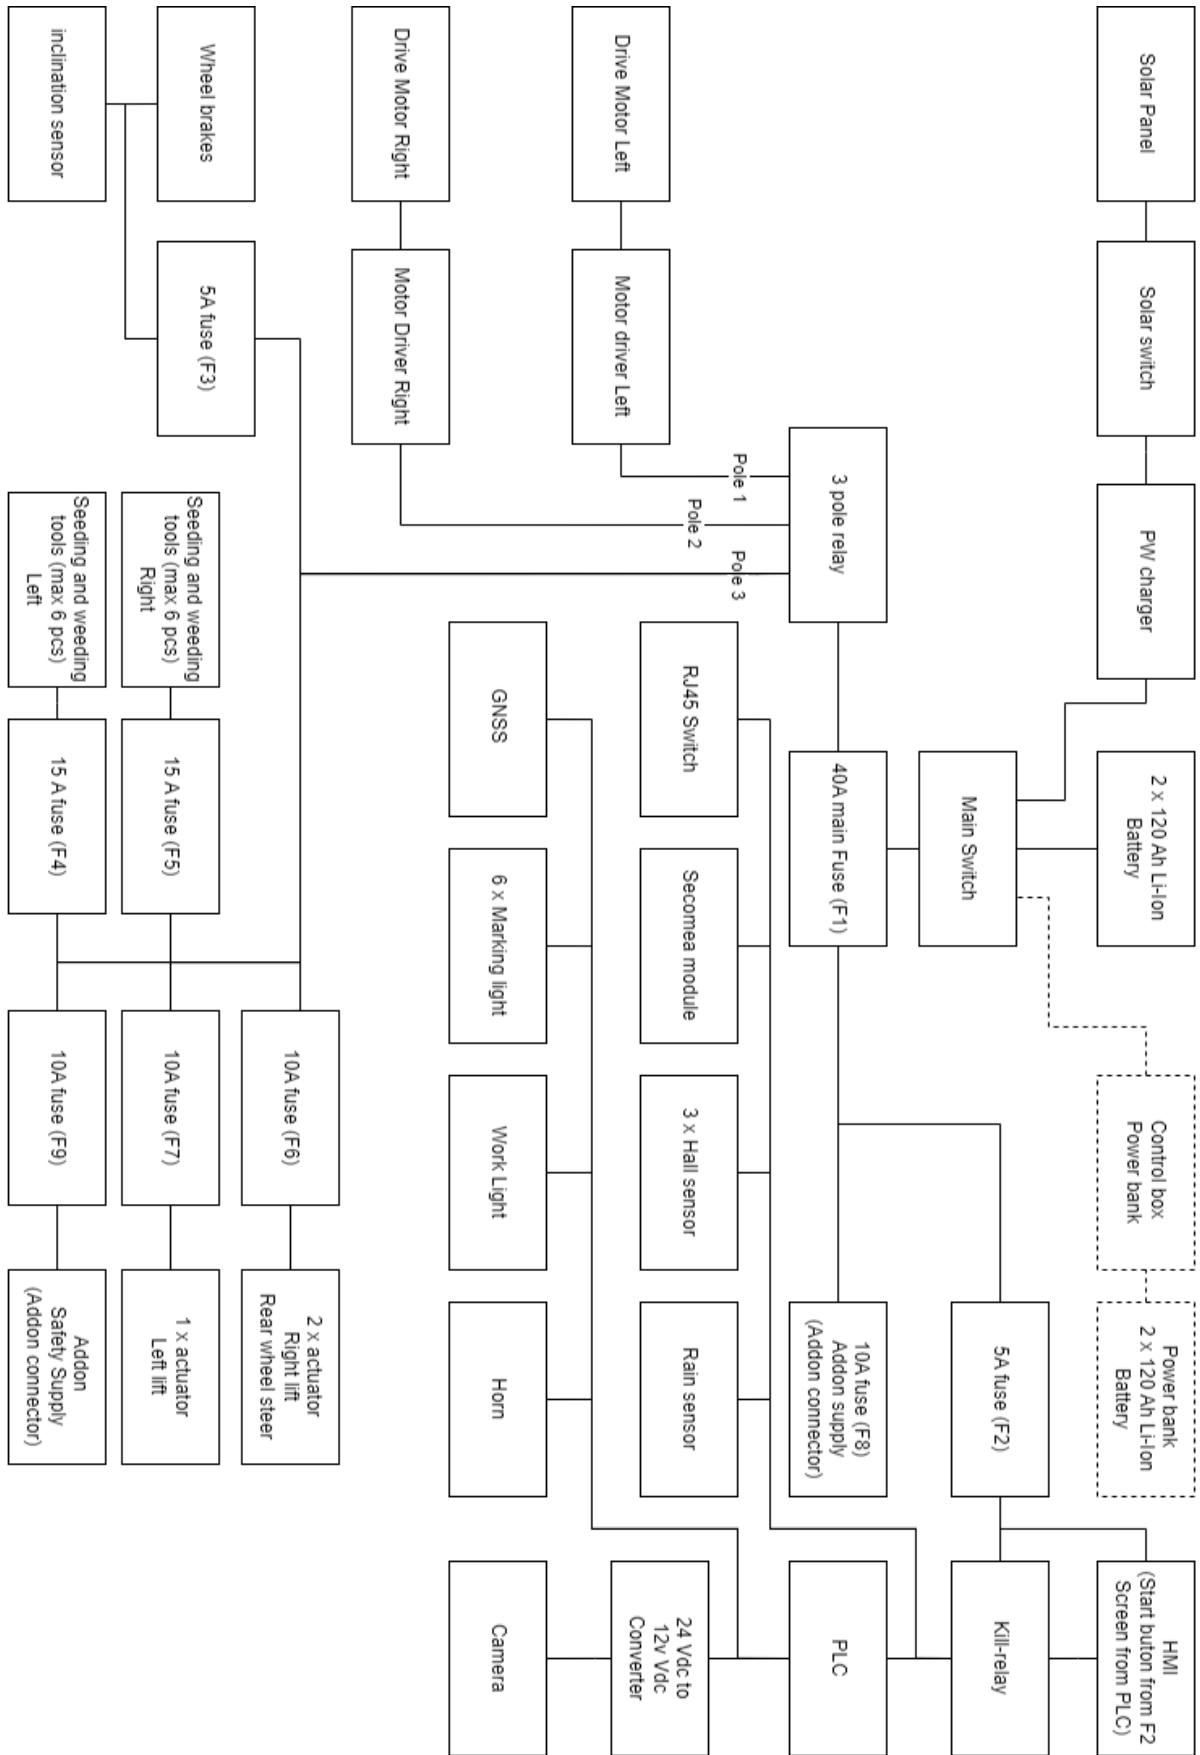 Solar Panel
Solar switch
PW charger
2 x 120 Ah Li-Ion
Battery
Control box
Power bank
Power bank
2 x 120 Ah Li-Ion
Battery
HMI
(Start buton from F2
Screen from PLC)
Main Switch
5A fuse (F2)
Kill-relay
3 pole relay
40A main Fuse (F1)
10A fuse (F8)
Addon supply
(Addon connector)
PLC
Pole 1
Pole 2
Pole 3
Drive Motor Left
Motor driver Left
RJ45 Switch
Secomea module
3 x Hall sensor
Rain sensor
24 Vdc to
12v Vdc
Converter
Drive Motor Right
Motor Driver Right
GNSS
6 x Marking light
Work Light
Horn
Camera
Wheel brakes
5A fuse (F3)
10A fuse (F6)
2 x actuator
Right lift
Rear wheel steer
Seeding and weeding
tools (max 6 pcs)
Right
15 A fuse (F5)
10A fuse (F7)
1 x actuator
Left lift
inclination sensor
Seeding and weeding
tools (max 6 pcs)
Left
15 A fuse (F4)
10A fuse (F9)
Addon
Safety Supply
(Addon connector)